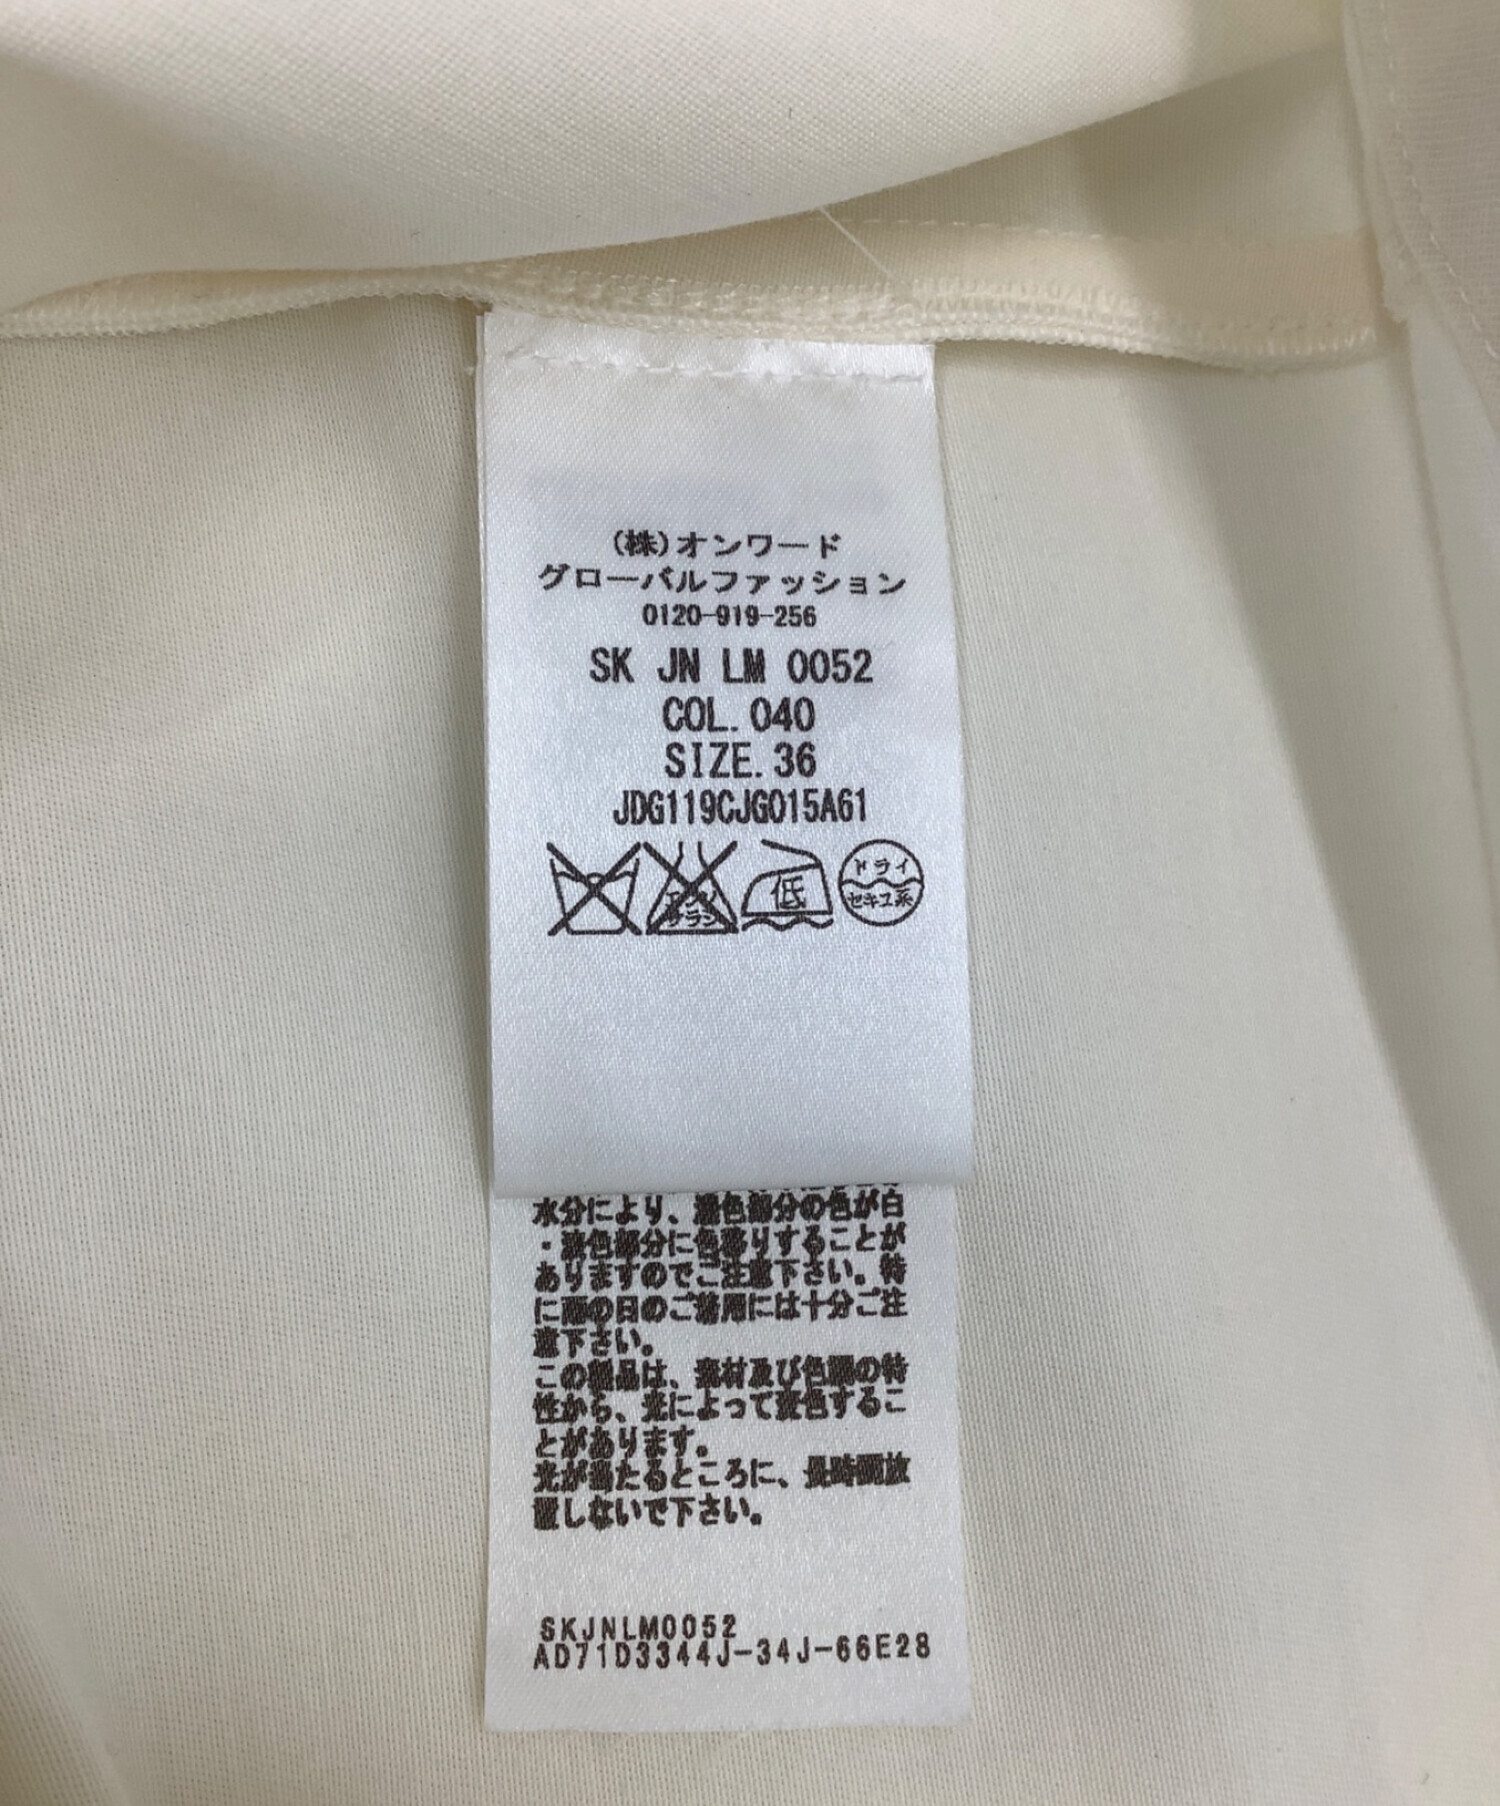 (株)オンワード
グローバルファッション
0120-919-256
SK JN LM 0052
COL. 040
SIZE. 36
JDG119CJG015A61
エンソ
サラシ
低
ドライ
セキユ系
水分により、濃色部分の色が白
・淡色部分に色移りすることが
ありますのでご注意下さい。特
に雨の日のご着用には十分ご注
意下さい。
この製品は、素材及び色調の特
性から、光によって変色するこ
とがあります。
光が当たるところに、長時間放
置しないで下さい。
SKJNLM0052
AD71D3344J-34J-66E28